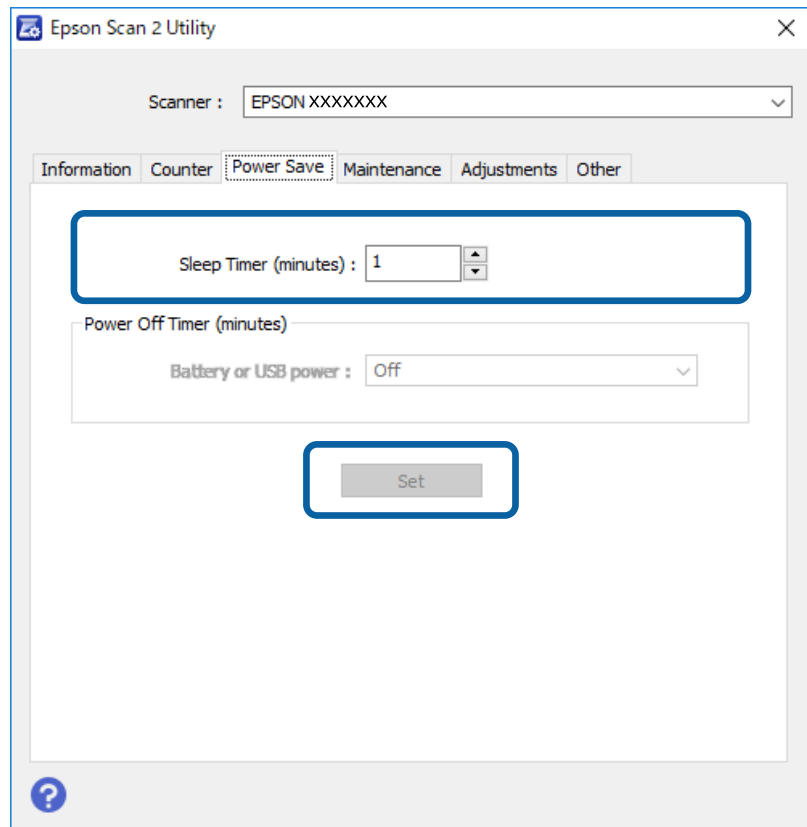 Epson Scan 2 Utility
Scanner : EPSON XXXXXXX
Information Counter Power Save Maintenance Adjustments Other
Sleep Timer (minutes) : 1
Power Off Timer (minutes)
Battery or USB power : Off
Set
?